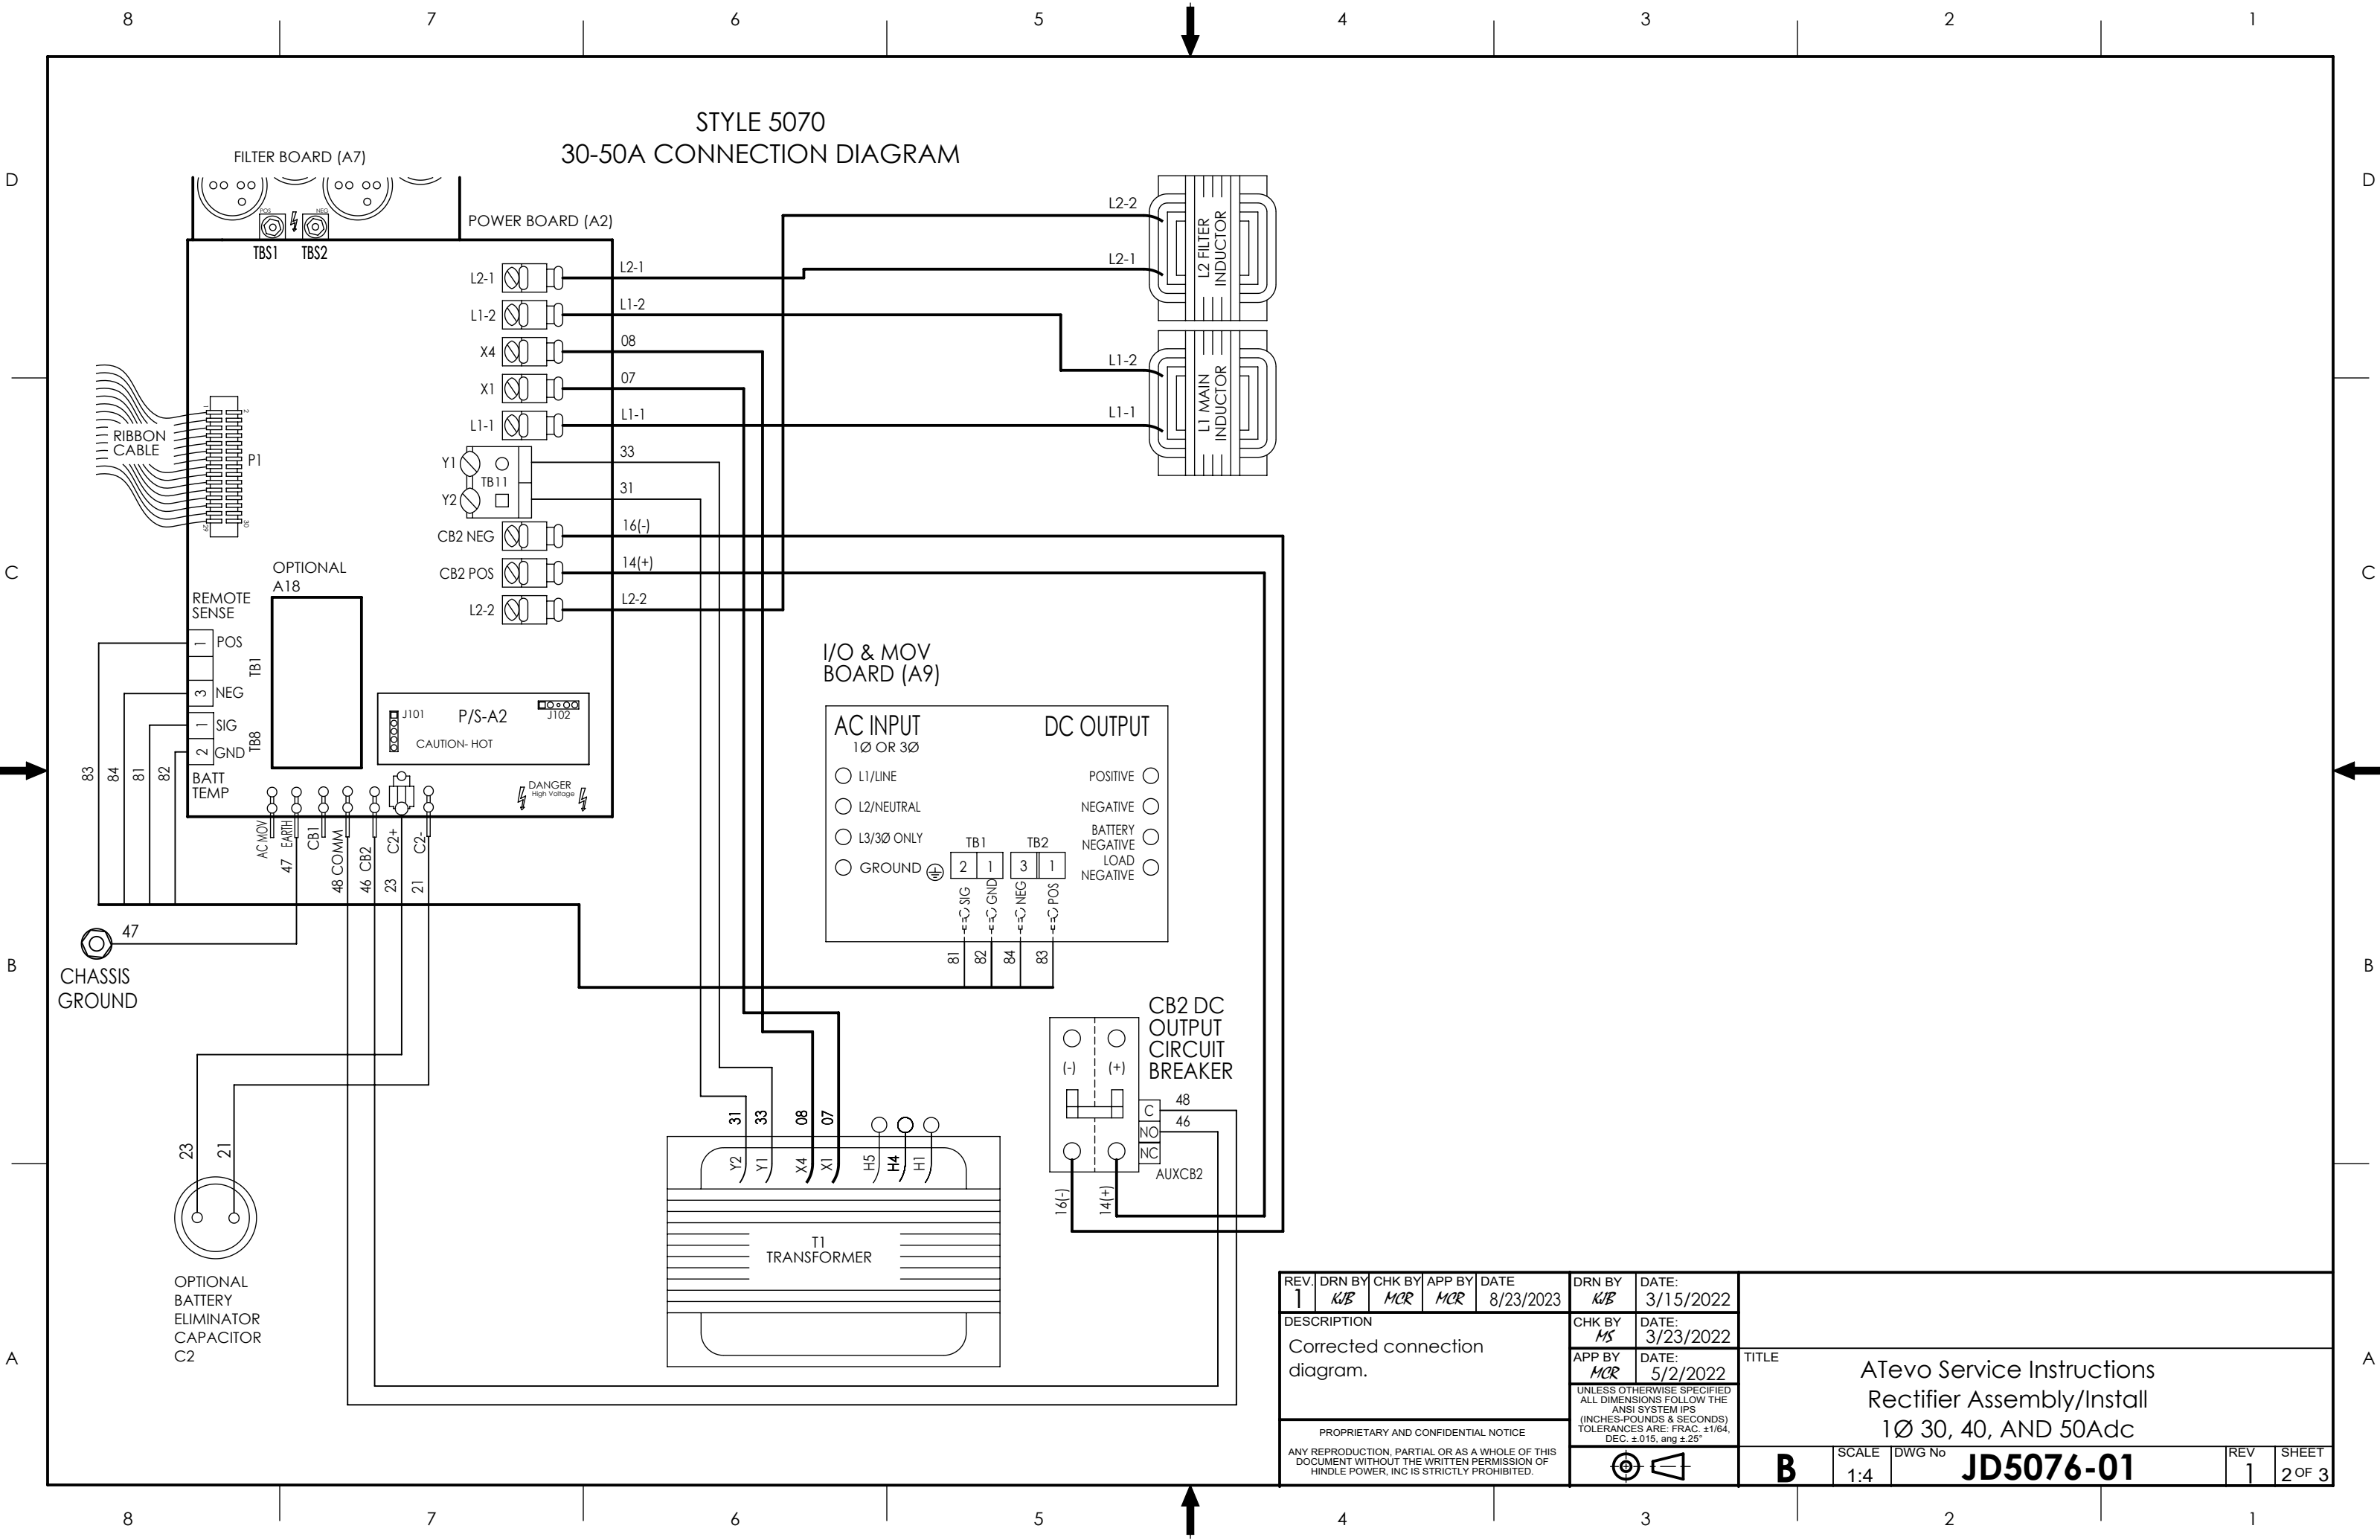 8 7 6 5 4 3 2 1
D D
C C
B B
A A
STYLE 5070
30-50A CONNECTION DIAGRAM
FILTER BOARD (A7)
POS NEG
TBS1 TBS2
POWER BOARD (A2)
L2-1 L2-1
L1-2 L1-2
X4 08
X1 07
L1-1 L1-1
Y1 33
TB11
Y2 31
CB2 NEG 16(-)
CB2 POS 14(+)
L2-2 L2-2
L2-2
L2-1
L2 FILTER
INDUCTOR
L1-2
L1-1
L1 MAIN
INDUCTOR
RIBBON
CABLE
1 2
P1
29 30
OPTIONAL
A18
REMOTE
SENSE
1 POS
TB1
3 NEG
1 SIG
TB8
2 GND
BATT
TEMP
83 84 81 82
J101 P/S-A2 J102
CAUTION- HOT
DANGER
High Voltage
AC MOV
47 EARTH
CB1
48 COMM
46 CB2
23 C2+
21 C2-
47
CHASSIS
GROUND
I/O & MOV
BOARD (A9)
AC INPUT
1Ø OR 3Ø
L1/LINE
L2/NEUTRAL
L3/3Ø ONLY
GROUND
DC OUTPUT
POSITIVE
NEGATIVE
BATTERY
NEGATIVE
LOAD
NEGATIVE
TB1 TB2
2 1 3 1
SIG GND NEG POS
81 82 84 83
CB2 DC
OUTPUT
CIRCUIT
BREAKER
(-) (+)
C 48
NO 46
NC
AUXCB2
16(-) 14(+)
23 21
OPTIONAL
BATTERY
ELIMINATOR
CAPACITOR
C2
31 33 08 07
Y2 Y1 X4 X1 H5 H4 H1
T1
TRANSFORMER
REV. DRN BY CHK BY APP BY DATE
1 KJB MCR MCR 8/23/2023
DESCRIPTION
Corrected connection
diagram.
PROPRIETARY AND CONFIDENTIAL NOTICE
ANY REPRODUCTION, PARTIAL OR AS A WHOLE OF THIS
DOCUMENT WITHOUT THE WRITTEN PERMISSION OF
HINDLE POWER, INC IS STRICTLY PROHIBITED.
DRN BY DATE:
KJB 3/15/2022
CHK BY DATE:
MS 3/23/2022
APP BY DATE:
MCR 5/2/2022
UNLESS OTHERWISE SPECIFIED
ALL DIMENSIONS FOLLOW THE
ANSI SYSTEM IPS
(INCHES-POUNDS & SECONDS)
TOLERANCES ARE: FRAC. ±1/64,
DEC. ±.015, ang ±.25°
TITLE
ATevo Service Instructions
Rectifier Assembly/Install
1Ø 30, 40, AND 50Adc
B
SCALE
1:4
DWG No
JD5076-01
REV
1
SHEET
2 OF 3
8 7 6 5 4 3 2 1